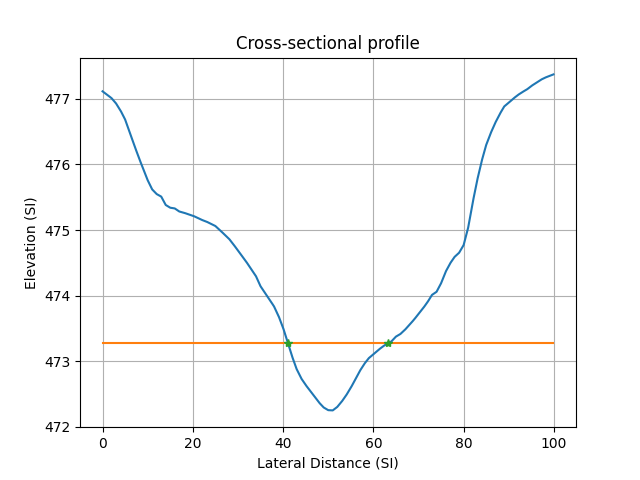 Cross-sectional profile
477
476
475
474
473
472
Elevation (SI)
0 20 40 60 80 100
Lateral Distance (SI)